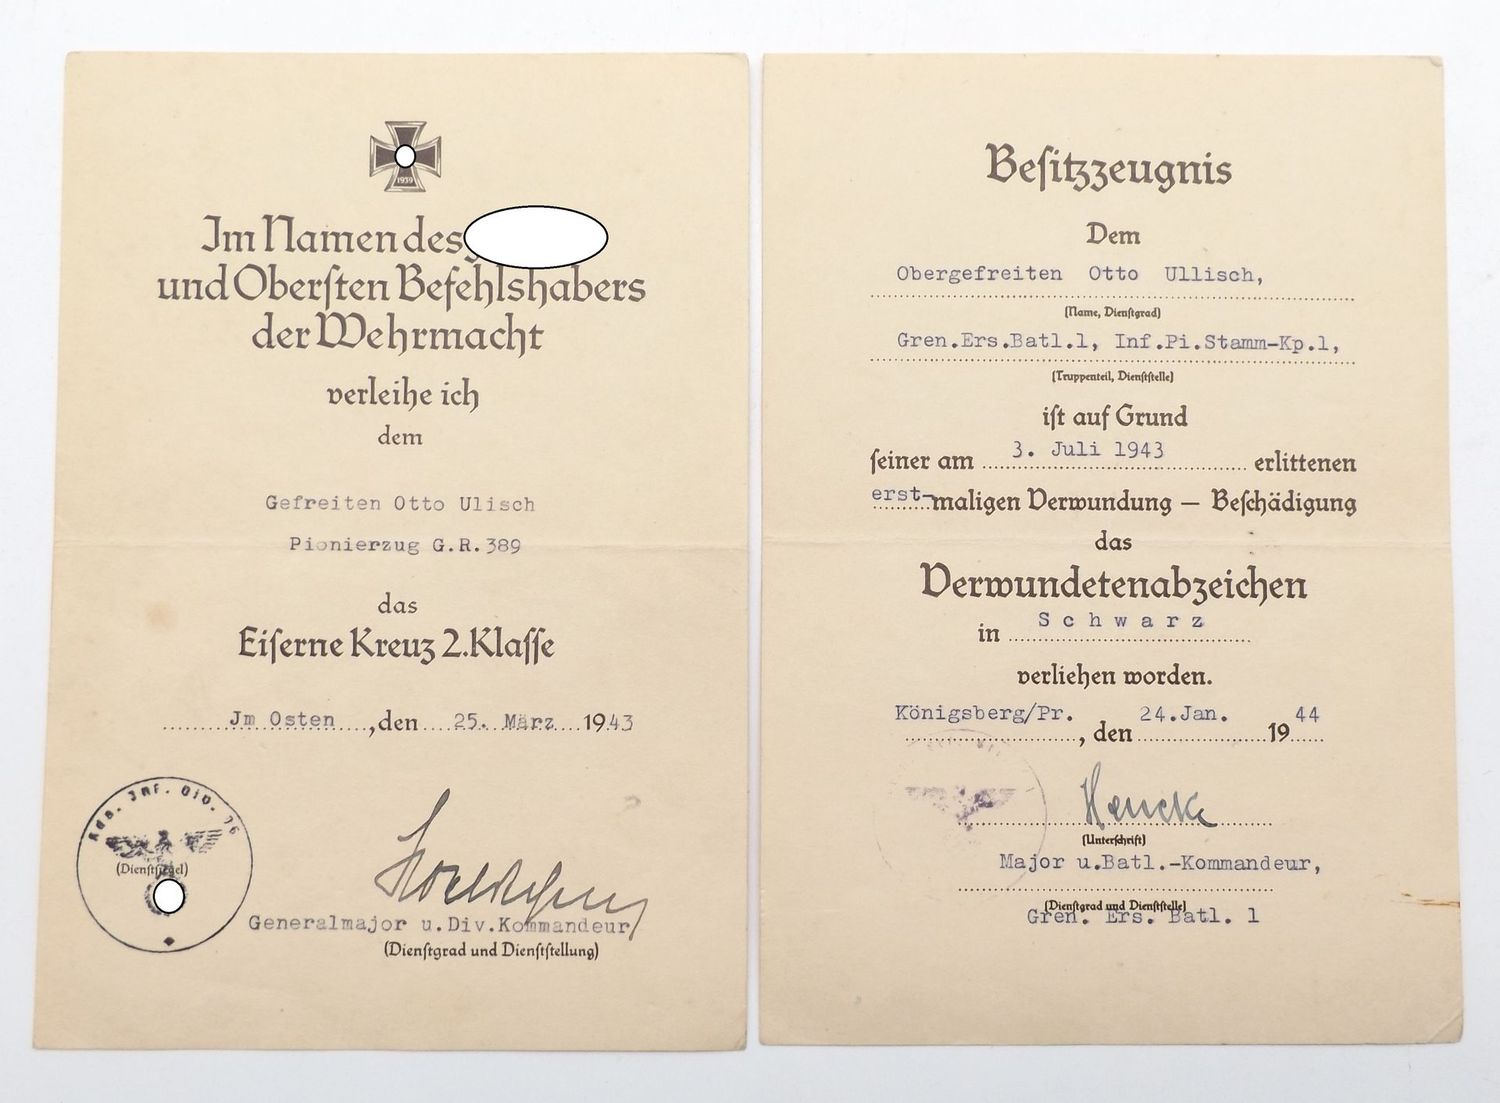 1939
Im Namen des
und Obersten Befehlshabers
der Wehrmacht
verleihe ich
dem
Gefreiten Otto Ulisch
Pionierzug G.R.389
das
Eiserne Kreuz 2.Klasse
Jm Osten, den 25. März 1943
Kdo. Jnf. Div.
(Dienstsiegel)
Generalmajor u.Div.Kommandeur
(Dienstgrad und Dienststellung)
Besitzzeugnis
Dem
Obergefreiten Otto Ullisch,
(Name, Dienstgrad)
Gren.Ers.Batl.1, Inf.Pi.Stamm-Kp.1,
(Truppenteil, Dienststelle)
ist auf Grund
seiner am 3. Juli 1943 erlittenen
erst-maligen Verwundung — Beschädigung
das
Verwundetenabzeichen
in Schwarz
verliehen worden.
Königsberg/Pr., den 24.Jan. 1944
Hencke
(Unterschrift)
Major u.Batl.-Kommandeur,
(Dienstgrad und Dienststelle)
Gren. Ers. Batl. 1